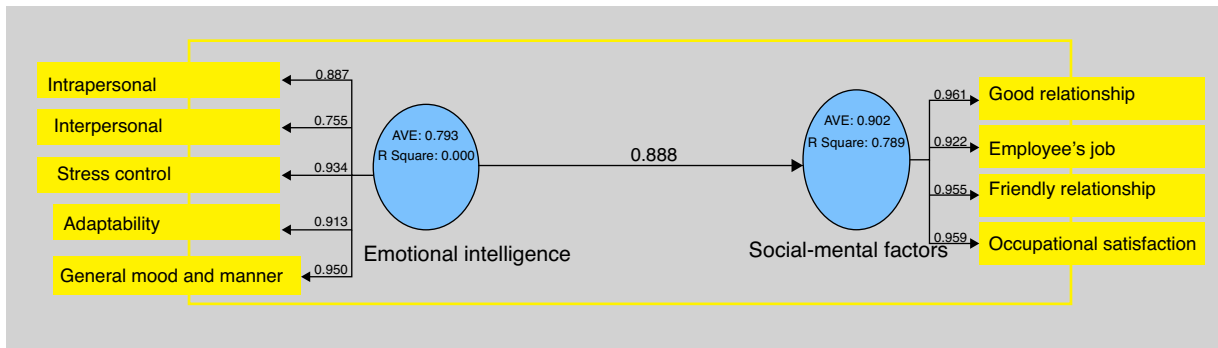 Intrapersonal
Interpersonal
Stress control
Adaptability
General mood and manner
0.887
0.755
0.934
0.913
0.950
AVE: 0.793
R Square: 0.000
Emotional intelligence
0.888
AVE: 0.902
R Square: 0.789
Social-mental factors
0.961
0.922
0.955
0.959
Good relationship
Employee's job
Friendly relationship
Occupational satisfaction